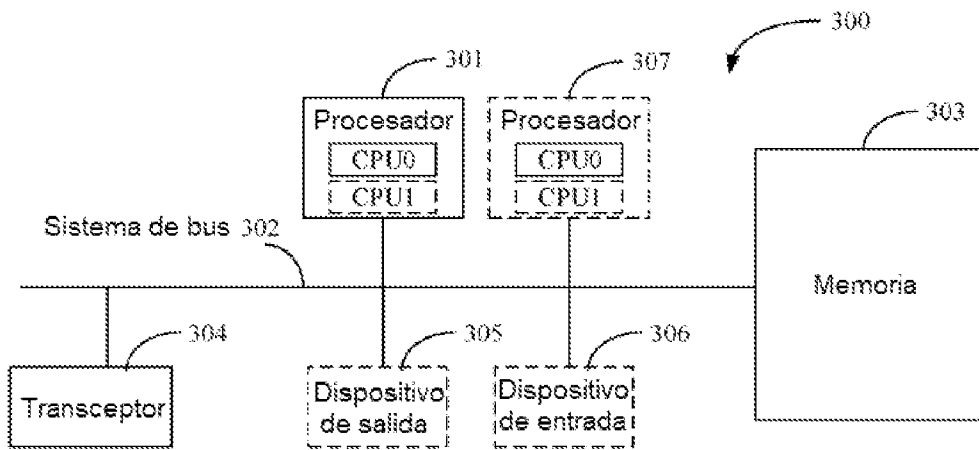 300
301
307
303
Procesador
CPU0
CPU1
Procesador
CPU0
CPU1
Sistema de bus 302
Memoria
304
305
306
Transceptor
Dispositivo
de salida
Dispositivo
de entrada